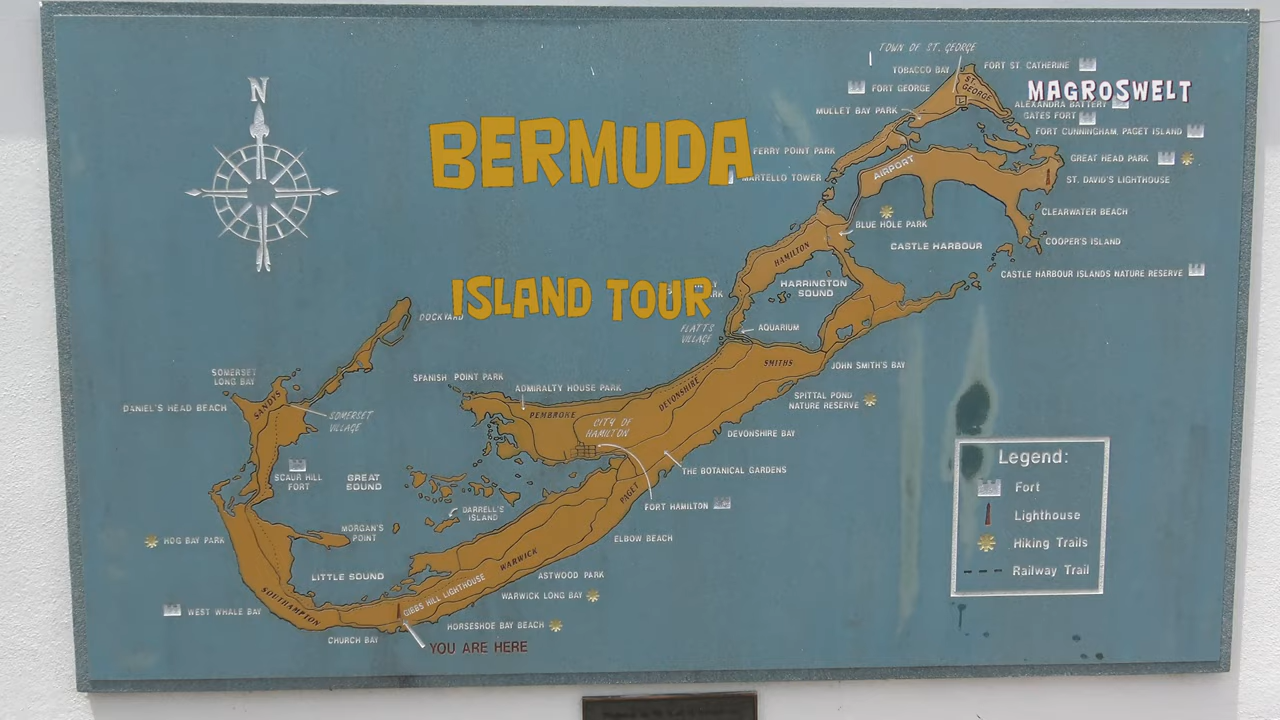 TOWN OF ST. GEORGE
TOBACCO BAY
FORT ST. CATHERINE
FORT GEORGE
ST. GEORGE
MAGROSWELT
ALEXANDRA BATTERY
GATES FORT
MULLET BAY PARK
FORT CUNNINGHAM, PAGET ISLAND
N
BERMUDA
FERRY POINT PARK
GREAT HEAD PARK
AIRPORT
MARTELLO TOWER
ST. DAVID'S LIGHTHOUSE
CLEARWATER BEACH
BLUE HOLE PARK
CASTLE HARBOUR
COOPER'S ISLAND
HAMILTON
CASTLE HARBOUR ISLANDS NATURE RESERVE
HARRINGTON
SOUND
ISLAND TOUR
DOCKYARD
FLATT'S
VILLAGE
AQUARIUM
SMITHS
JOHN SMITH'S BAY
SOMERSET
LONG BAY
SPANISH POINT PARK
ADMIRALTY HOUSE PARK
DEVONSHIRE
SPITTAL POND
NATURE RESERVE
DANIEL'S HEAD BEACH
SANDYS
SOMERSET
VILLAGE
PEMBROKE
CITY OF
HAMILTON
DEVONSHIRE BAY
SCAUR HILL
FORT
GREAT
SOUND
THE BOTANICAL GARDENS
PAGET
FORT HAMILTON
DARRELL'S
ISLAND
MORGAN'S
POINT
HOG BAY PARK
ELBOW BEACH
LITTLE SOUND
WARWICK
ASTWOOD PARK
GIBBS HILL LIGHTHOUSE
WARWICK LONG BAY
SOUTHAMPTON
WEST WHALE BAY
HORSESHOE BAY BEACH
CHURCH BAY
YOU ARE HERE
Legend:
Fort
Lighthouse
Hiking Trails
Railway Trail